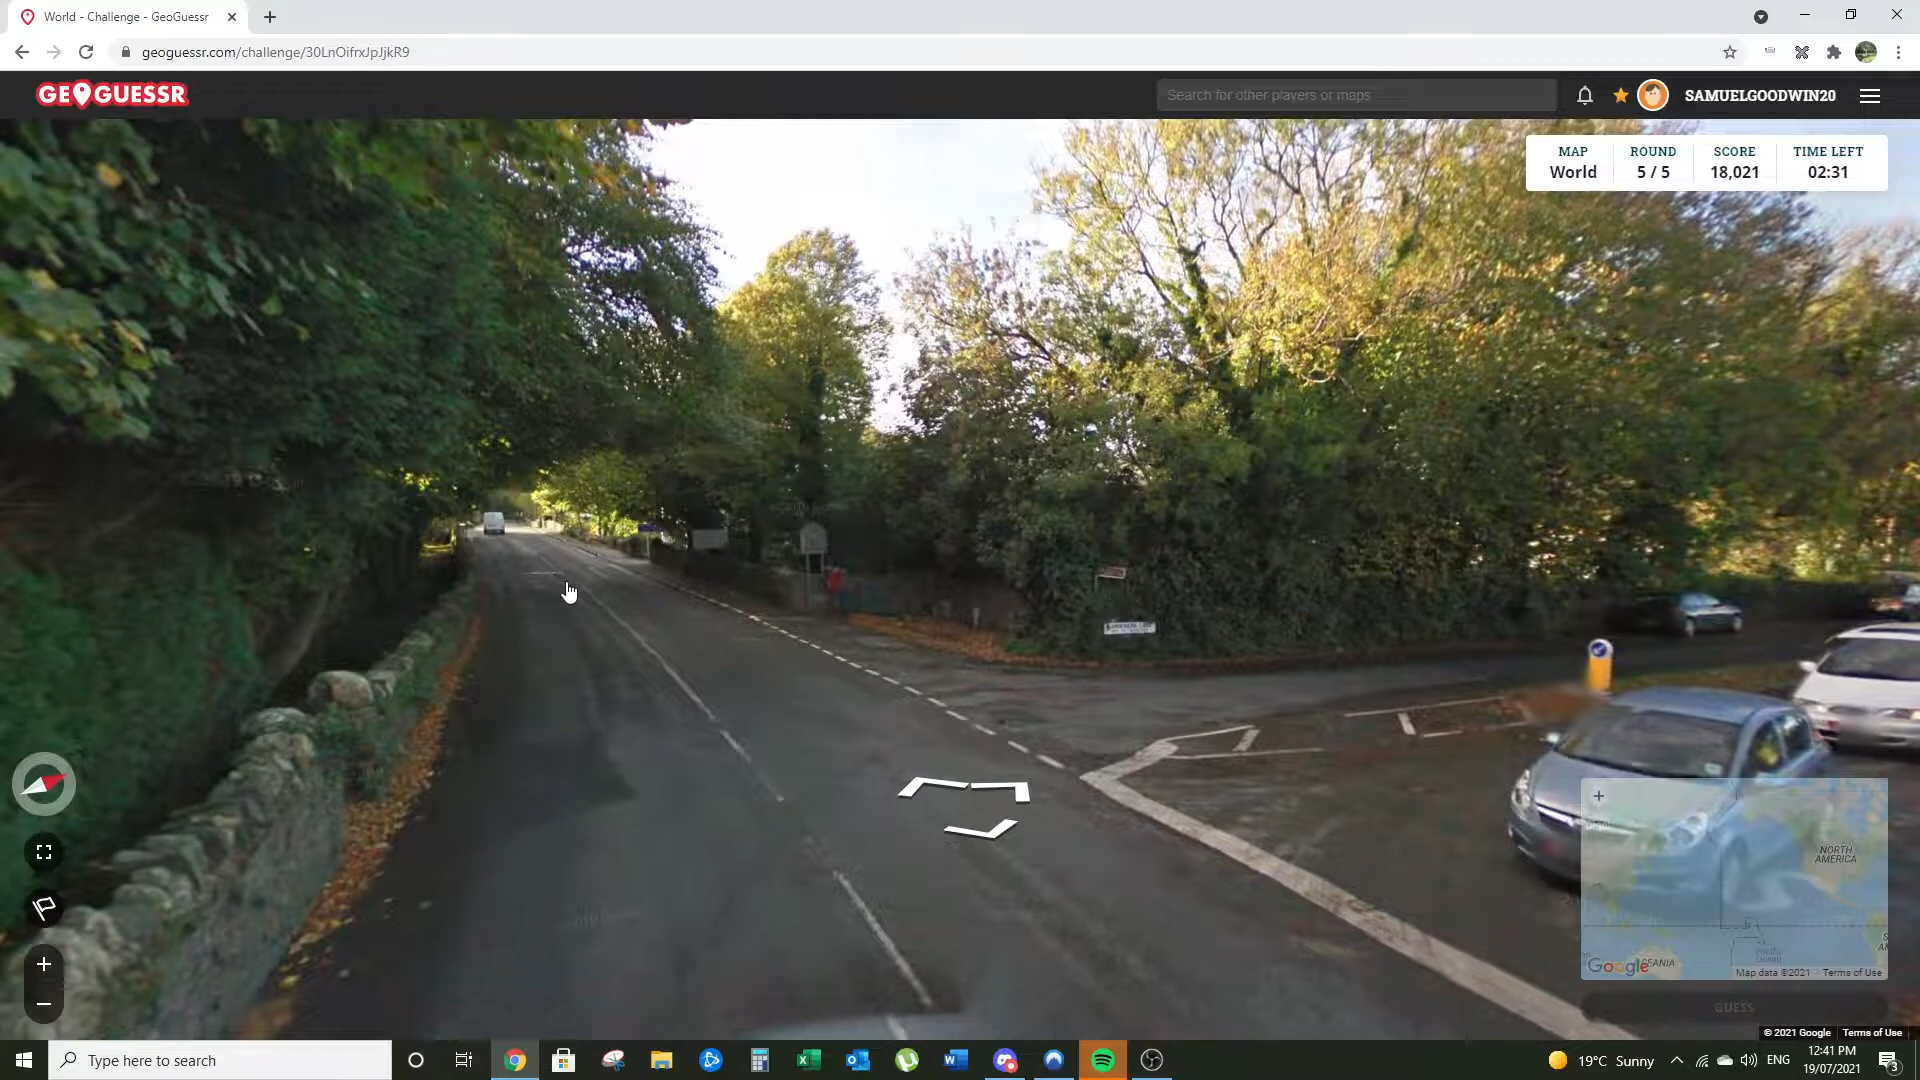 World - Challenge - GeoGuessr
geoguessr.com/challenge/30LnOifrxJpJjkR9
GEOGUESSR
Search for other players or maps
SAMUELGOODWIN20
MAP ROUND SCORE TIME LEFT
World 5 / 5 18,021 02:31
NORTH
AMERICA
Google
Map data ©2021 Terms of Use
GUESS
© 2021 Google Terms of Use
Type here to search
19°C Sunny
ENG
12:41 PM
19/07/2021
3